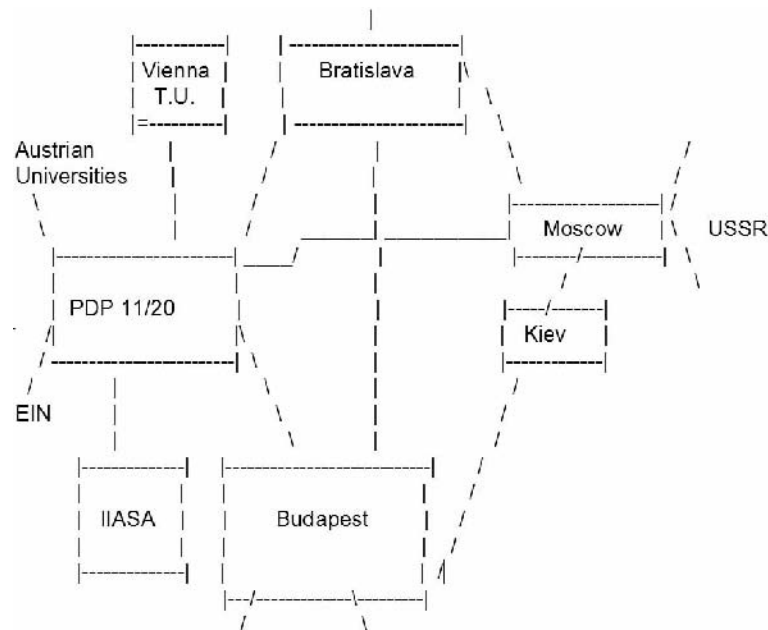 Vienna
T.U.
Bratislava
Austrian
Universities
Moscow
USSR
PDP 11/20
Kiev
EIN
IIASA
Budapest